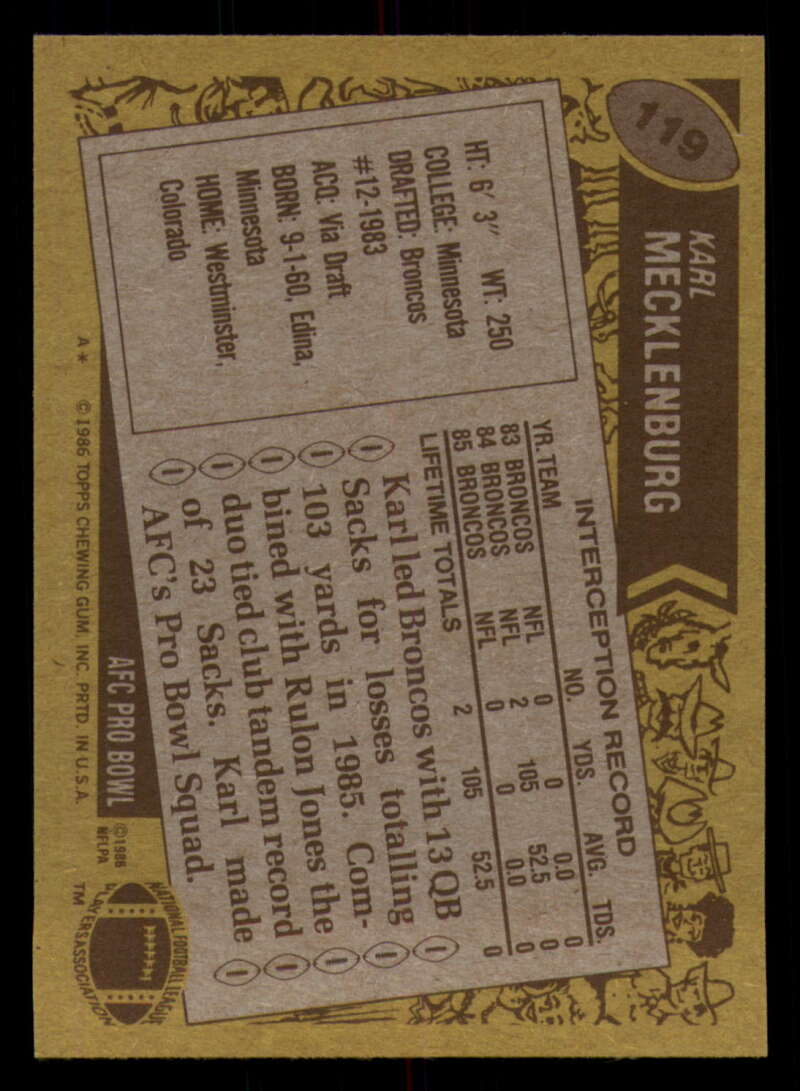 119
KARL
MECKLENBURG
HT: 6' 3" WT: 250
COLLEGE: Minnesota
DRAFTED: Broncos
#12-1983
ACQ: Via Draft
BORN: 9-1-60, Edina,
Minnesota
HOME: Westminster,
Colorado
INTERCEPTION RECORD
YR. TEAM NO. YDS. AVG. TDS.
83 BRONCOS NFL 0 0 0.0 0
84 BRONCOS NFL 2 105 52.5 0
85 BRONCOS NFL 0 0 0.0 0
LIFETIME TOTALS 2 105 52.5 0
Karl led Broncos with 13 QB
Sacks for losses totalling
103 yards in 1985. Com-
bined with Rulon Jones the
duo tied club tandem record
of 23 Sacks. Karl made
AFC's Pro Bowl Squad.
AFC PRO BOWL
©1986
NFLPA
NATIONAL FOOTBALL LEAGUE
PLAYERS ASSOCIATION
TM
A* ©1986 TOPPS CHEWING GUM, INC. PRTD. IN U.S.A.